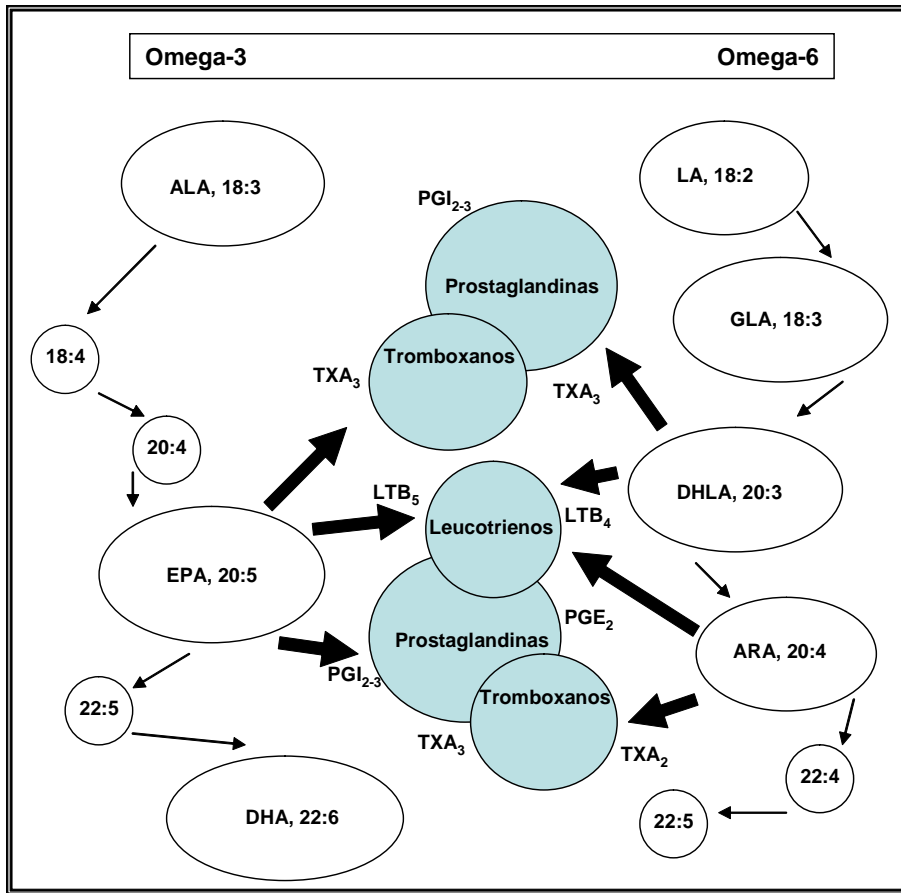 Omega-3 Omega-6
ALA, 18:3
LA, 18:2
PGI₂₋₃
Prostaglandinas
GLA, 18:3
18:4
Tromboxanos
TXA₃
TXA₃
20:4
DHLA, 20:3
LTB₅
LTB₄
Leucotrienos
EPA, 20:5
PGE₂
Prostaglandinas
ARA, 20:4
PGI₂₋₃
Tromboxanos
22:5
TXA₃
TXA₂
22:4
DHA, 22:6
22:5